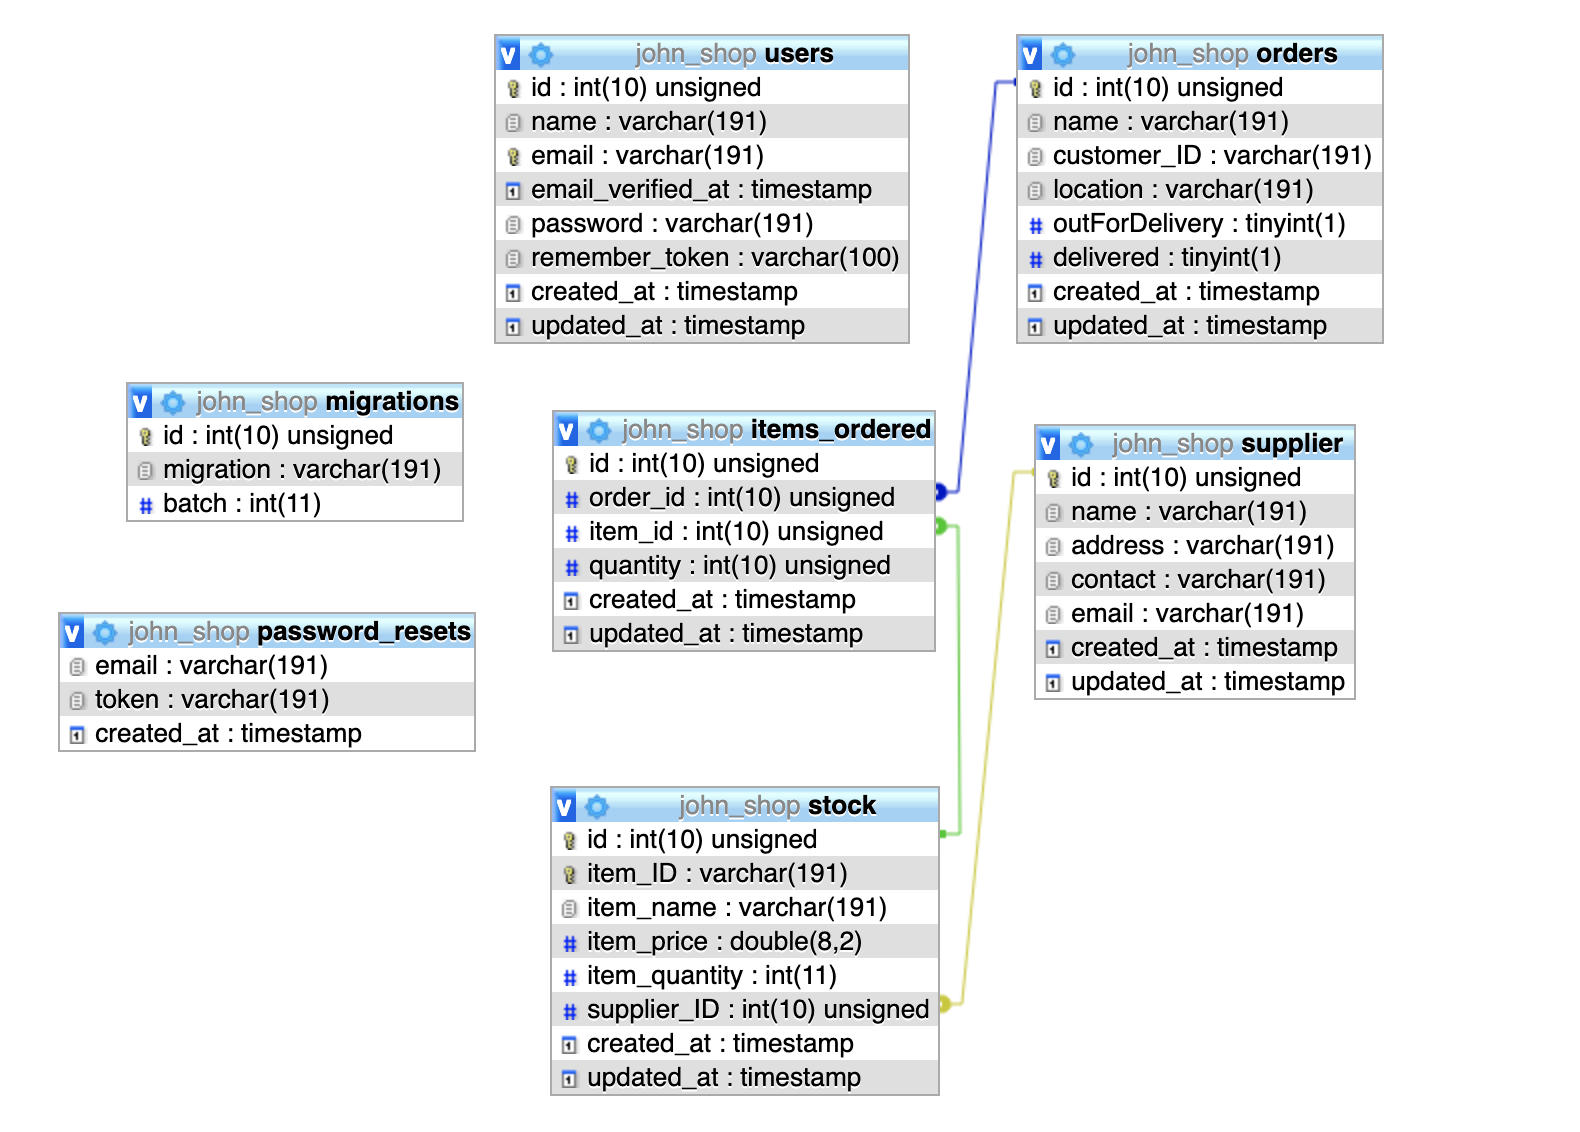 john_shop users
id : int(10) unsigned
name : varchar(191)
email : varchar(191)
email_verified_at : timestamp
password : varchar(191)
remember_token : varchar(100)
created_at : timestamp
updated_at : timestamp
john_shop orders
id : int(10) unsigned
name : varchar(191)
customer_ID : varchar(191)
location : varchar(191)
outForDelivery : tinyint(1)
delivered : tinyint(1)
created_at : timestamp
updated_at : timestamp
john_shop migrations
id : int(10) unsigned
migration : varchar(191)
batch : int(11)
john_shop items_ordered
id : int(10) unsigned
order_id : int(10) unsigned
item_id : int(10) unsigned
quantity : int(10) unsigned
created_at : timestamp
updated_at : timestamp
john_shop supplier
id : int(10) unsigned
name : varchar(191)
address : varchar(191)
contact : varchar(191)
email : varchar(191)
created_at : timestamp
updated_at : timestamp
john_shop password_resets
email : varchar(191)
token : varchar(191)
created_at : timestamp
john_shop stock
id : int(10) unsigned
item_ID : varchar(191)
item_name : varchar(191)
item_price : double(8,2)
item_quantity : int(11)
supplier_ID : int(10) unsigned
created_at : timestamp
updated_at : timestamp